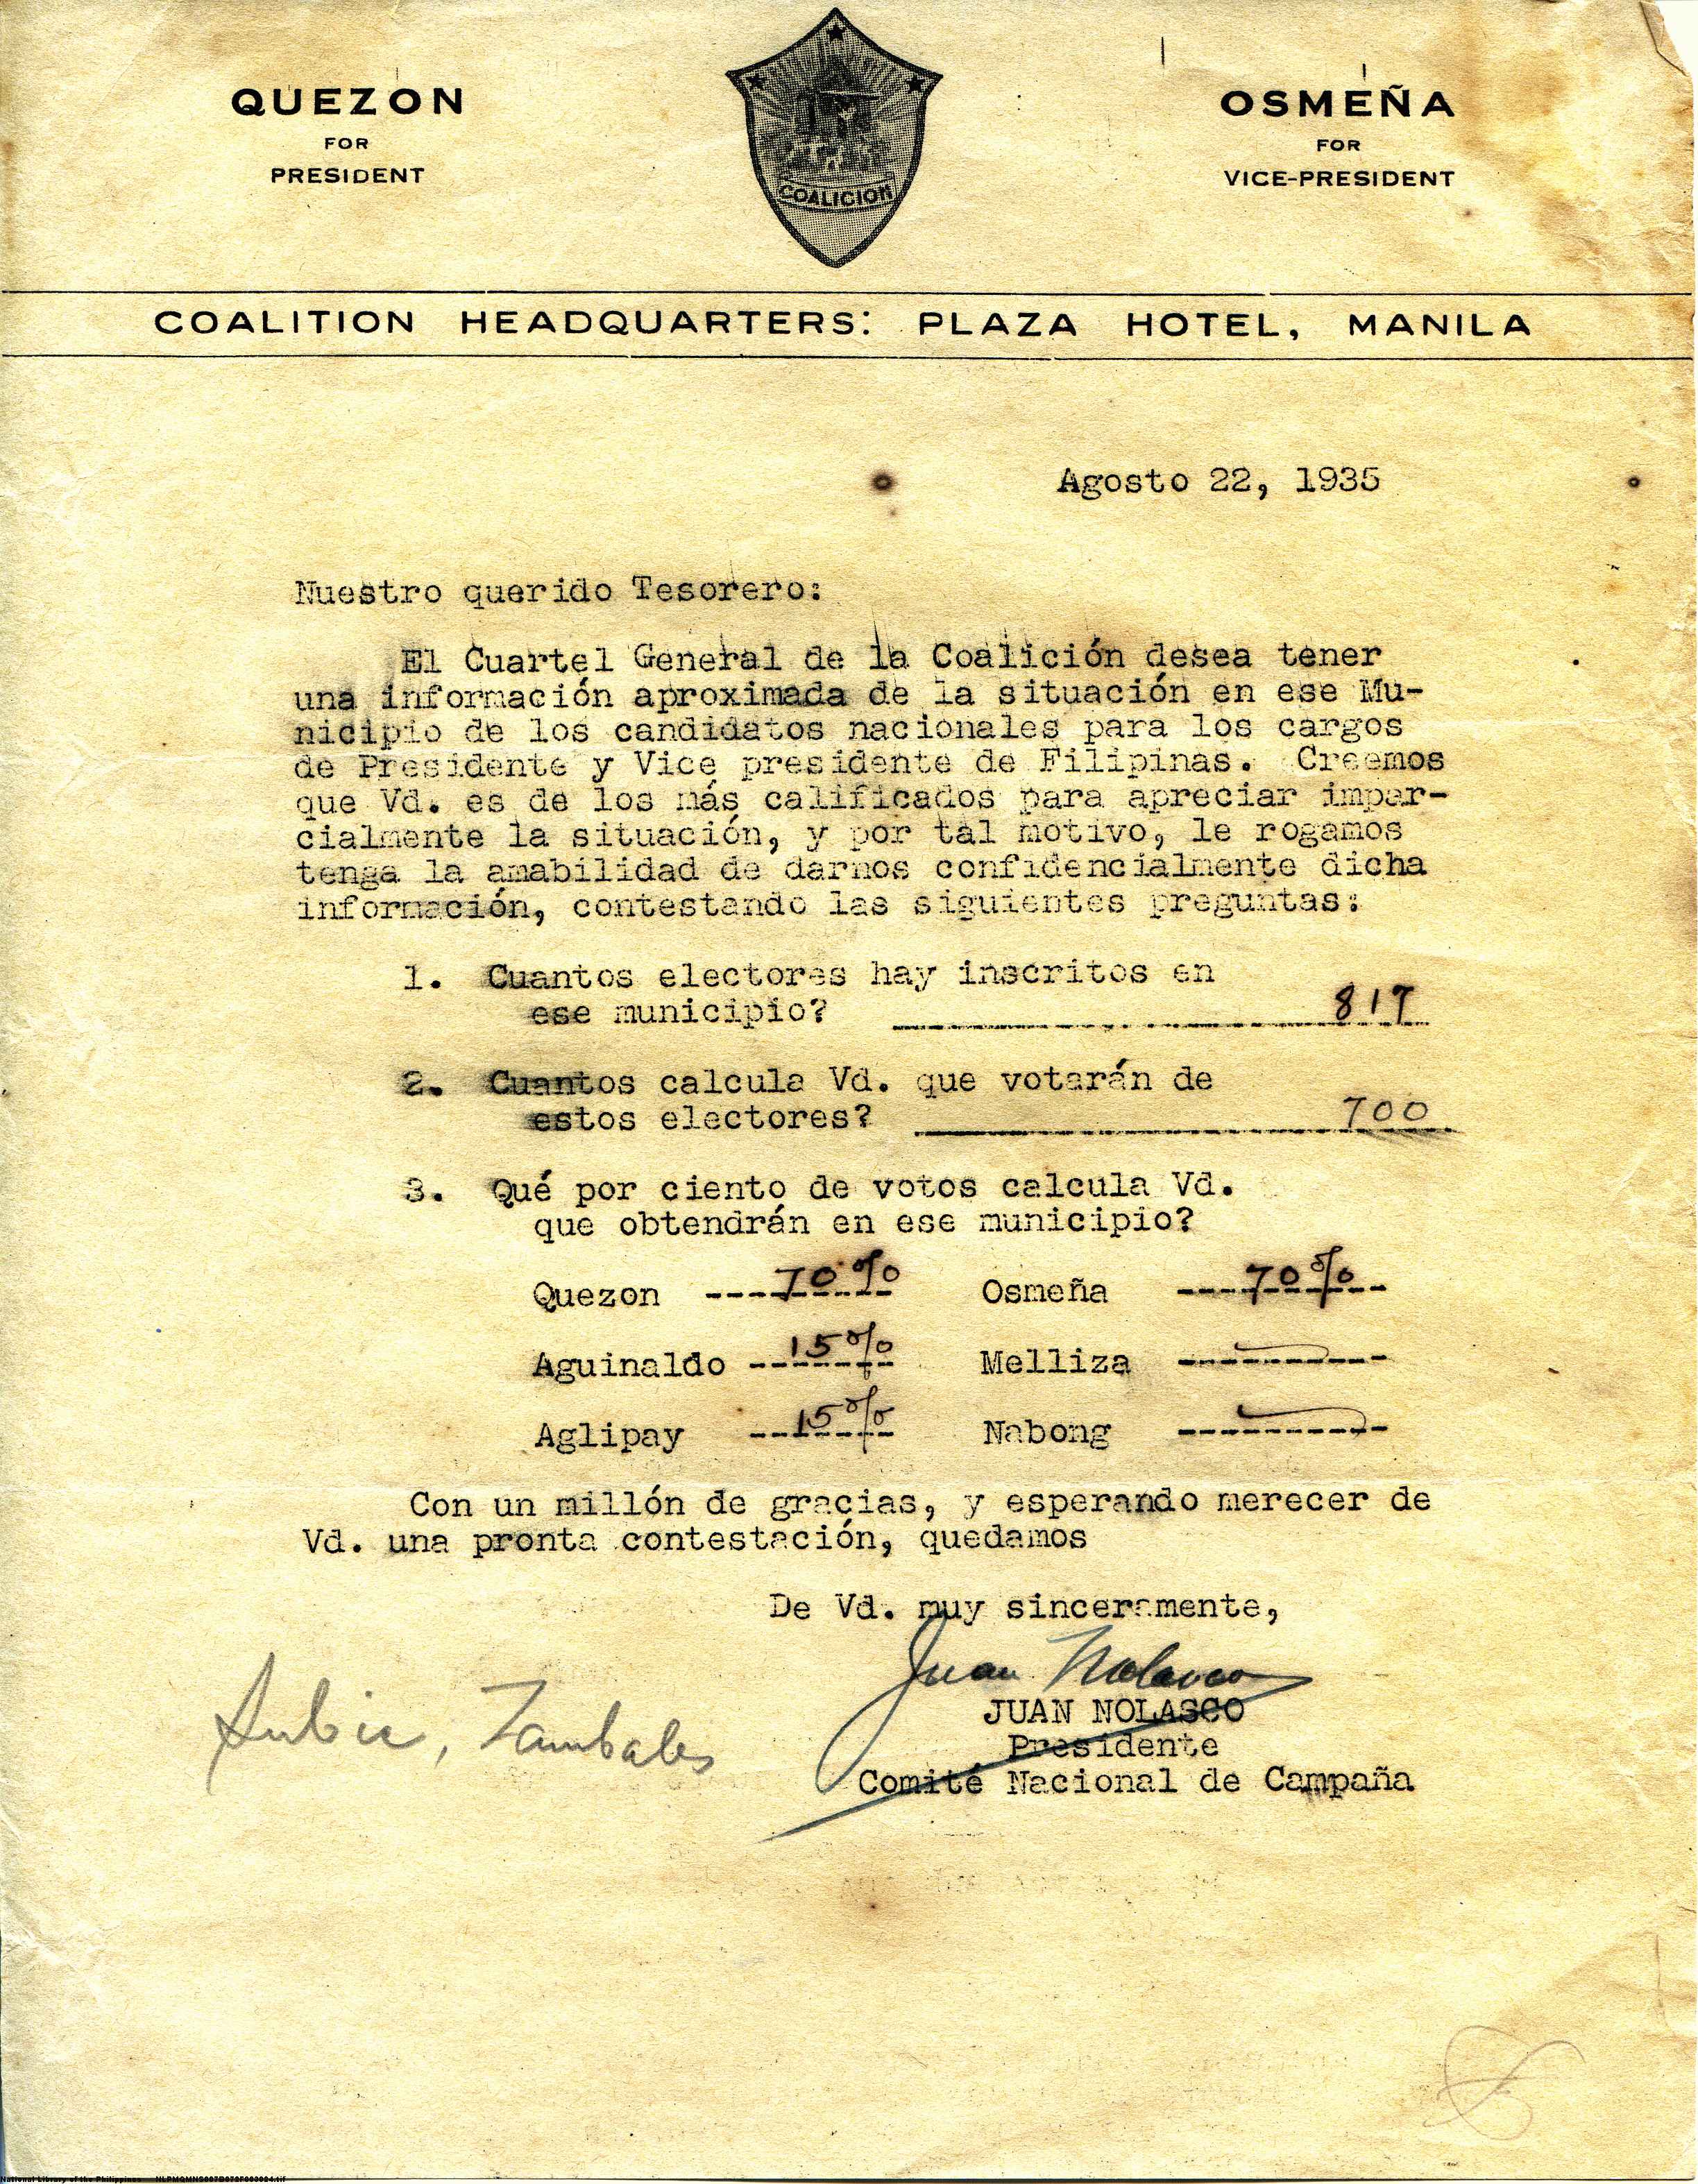 QUEZON
FOR
PRESIDENT
COALICION
OSMEÑA
FOR
VICE-PRESIDENT
COALITION HEADQUARTERS: PLAZA HOTEL, MANILA
Agosto 22, 1935
Nuestro querido Tesorero:
El Cuartel General de la Coalición desea tener
una información aproximada de la situación en ese Mu-
nicipio de los candidatos nacionales para los cargos
de Presidente y Vice presidente de Filipinas. Creemos
que Vd. es de los más calificados para apreciar impar-
cialmente la situación, y por tal motivo, le rogamos
tenga la amabilidad de darnos confidencialmente dicha
información, contestando las siguientes preguntas:
1. Cuantos electores hay inscritos en
ese municipio? 817
2. Cuantos calcula Vd. que votarán de
estos electores? 700
3. Qué por ciento de votos calcula Vd.
que obtendrán en ese municipio?
Quezon 70% Osmeña 70%
Aguinaldo 15% Melliza
Aglipay 15% Nabong
Con un millón de gracias, y esperando merecer de
Vd. una pronta contestación, quedamos
De Vd. muy sinceramente,
Juan Nolasco
JUAN NOLASCO
Presidente
Comité Nacional de Campaña
Subic, Zambales
National Library of the Philippines